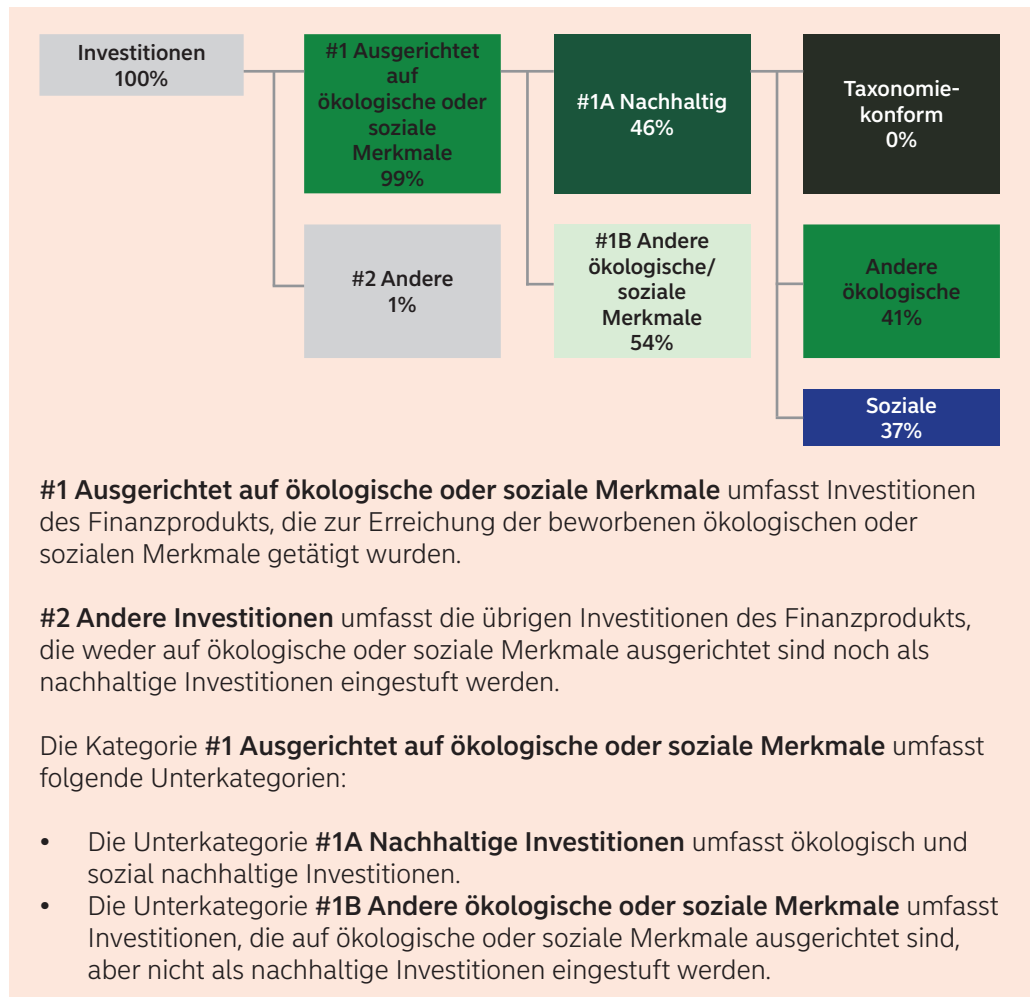 Investitionen
100%
#1 Ausgerichtet
auf
ökologische oder
soziale
Merkmale
99%
#1A Nachhaltig
46%
Taxonomie-
konform
0%
#2 Andere
1%
#1B Andere
ökologische/
soziale
Merkmale
54%
Andere
ökologische
41%
Soziale
37%
#1 Ausgerichtet auf ökologische oder soziale Merkmale umfasst Investitionen
des Finanzprodukts, die zur Erreichung der beworbenen ökologischen oder
sozialen Merkmale getätigt wurden.
#2 Andere Investitionen umfasst die übrigen Investitionen des Finanzprodukts,
die weder auf ökologische oder soziale Merkmale ausgerichtet sind noch als
nachhaltige Investitionen eingestuft werden.
Die Kategorie #1 Ausgerichtet auf ökologische oder soziale Merkmale umfasst
folgende Unterkategorien:
• Die Unterkategorie #1A Nachhaltige Investitionen umfasst ökologisch und
sozial nachhaltige Investitionen.
• Die Unterkategorie #1B Andere ökologische oder soziale Merkmale umfasst
Investitionen, die auf ökologische oder soziale Merkmale ausgerichtet sind,
aber nicht als nachhaltige Investitionen eingestuft werden.